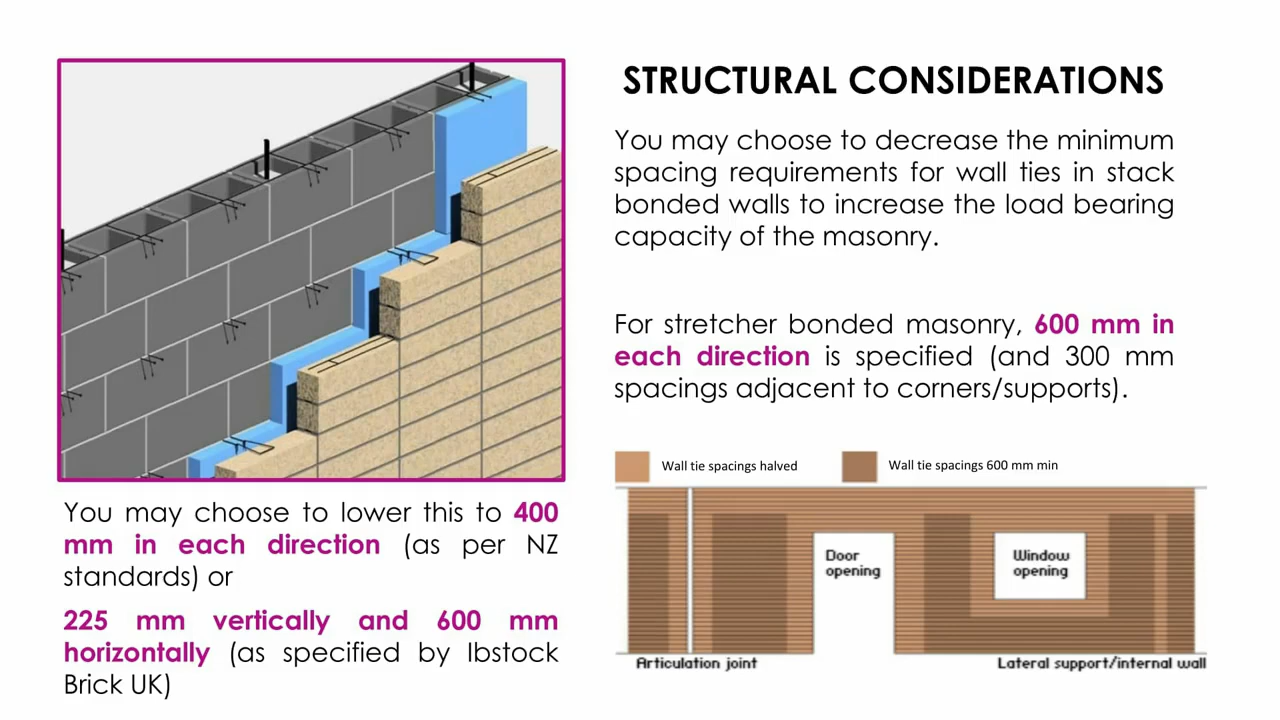 STRUCTURAL CONSIDERATIONS
You may choose to decrease the minimum
spacing requirements for wall ties in stack
bonded walls to increase the load bearing
capacity of the masonry.
For stretcher bonded masonry, 600 mm in
each direction is specified (and 300 mm
spacings adjacent to corners/supports).
You may choose to lower this to 400
mm in each direction (as per NZ
standards) or
225 mm vertically and 600 mm
horizontally (as specified by Ibstock
Brick UK)
Wall tie spacings halved
Wall tie spacings 600 mm min
Door
opening
Window
opening
Articulation joint
Lateral support/internal wall